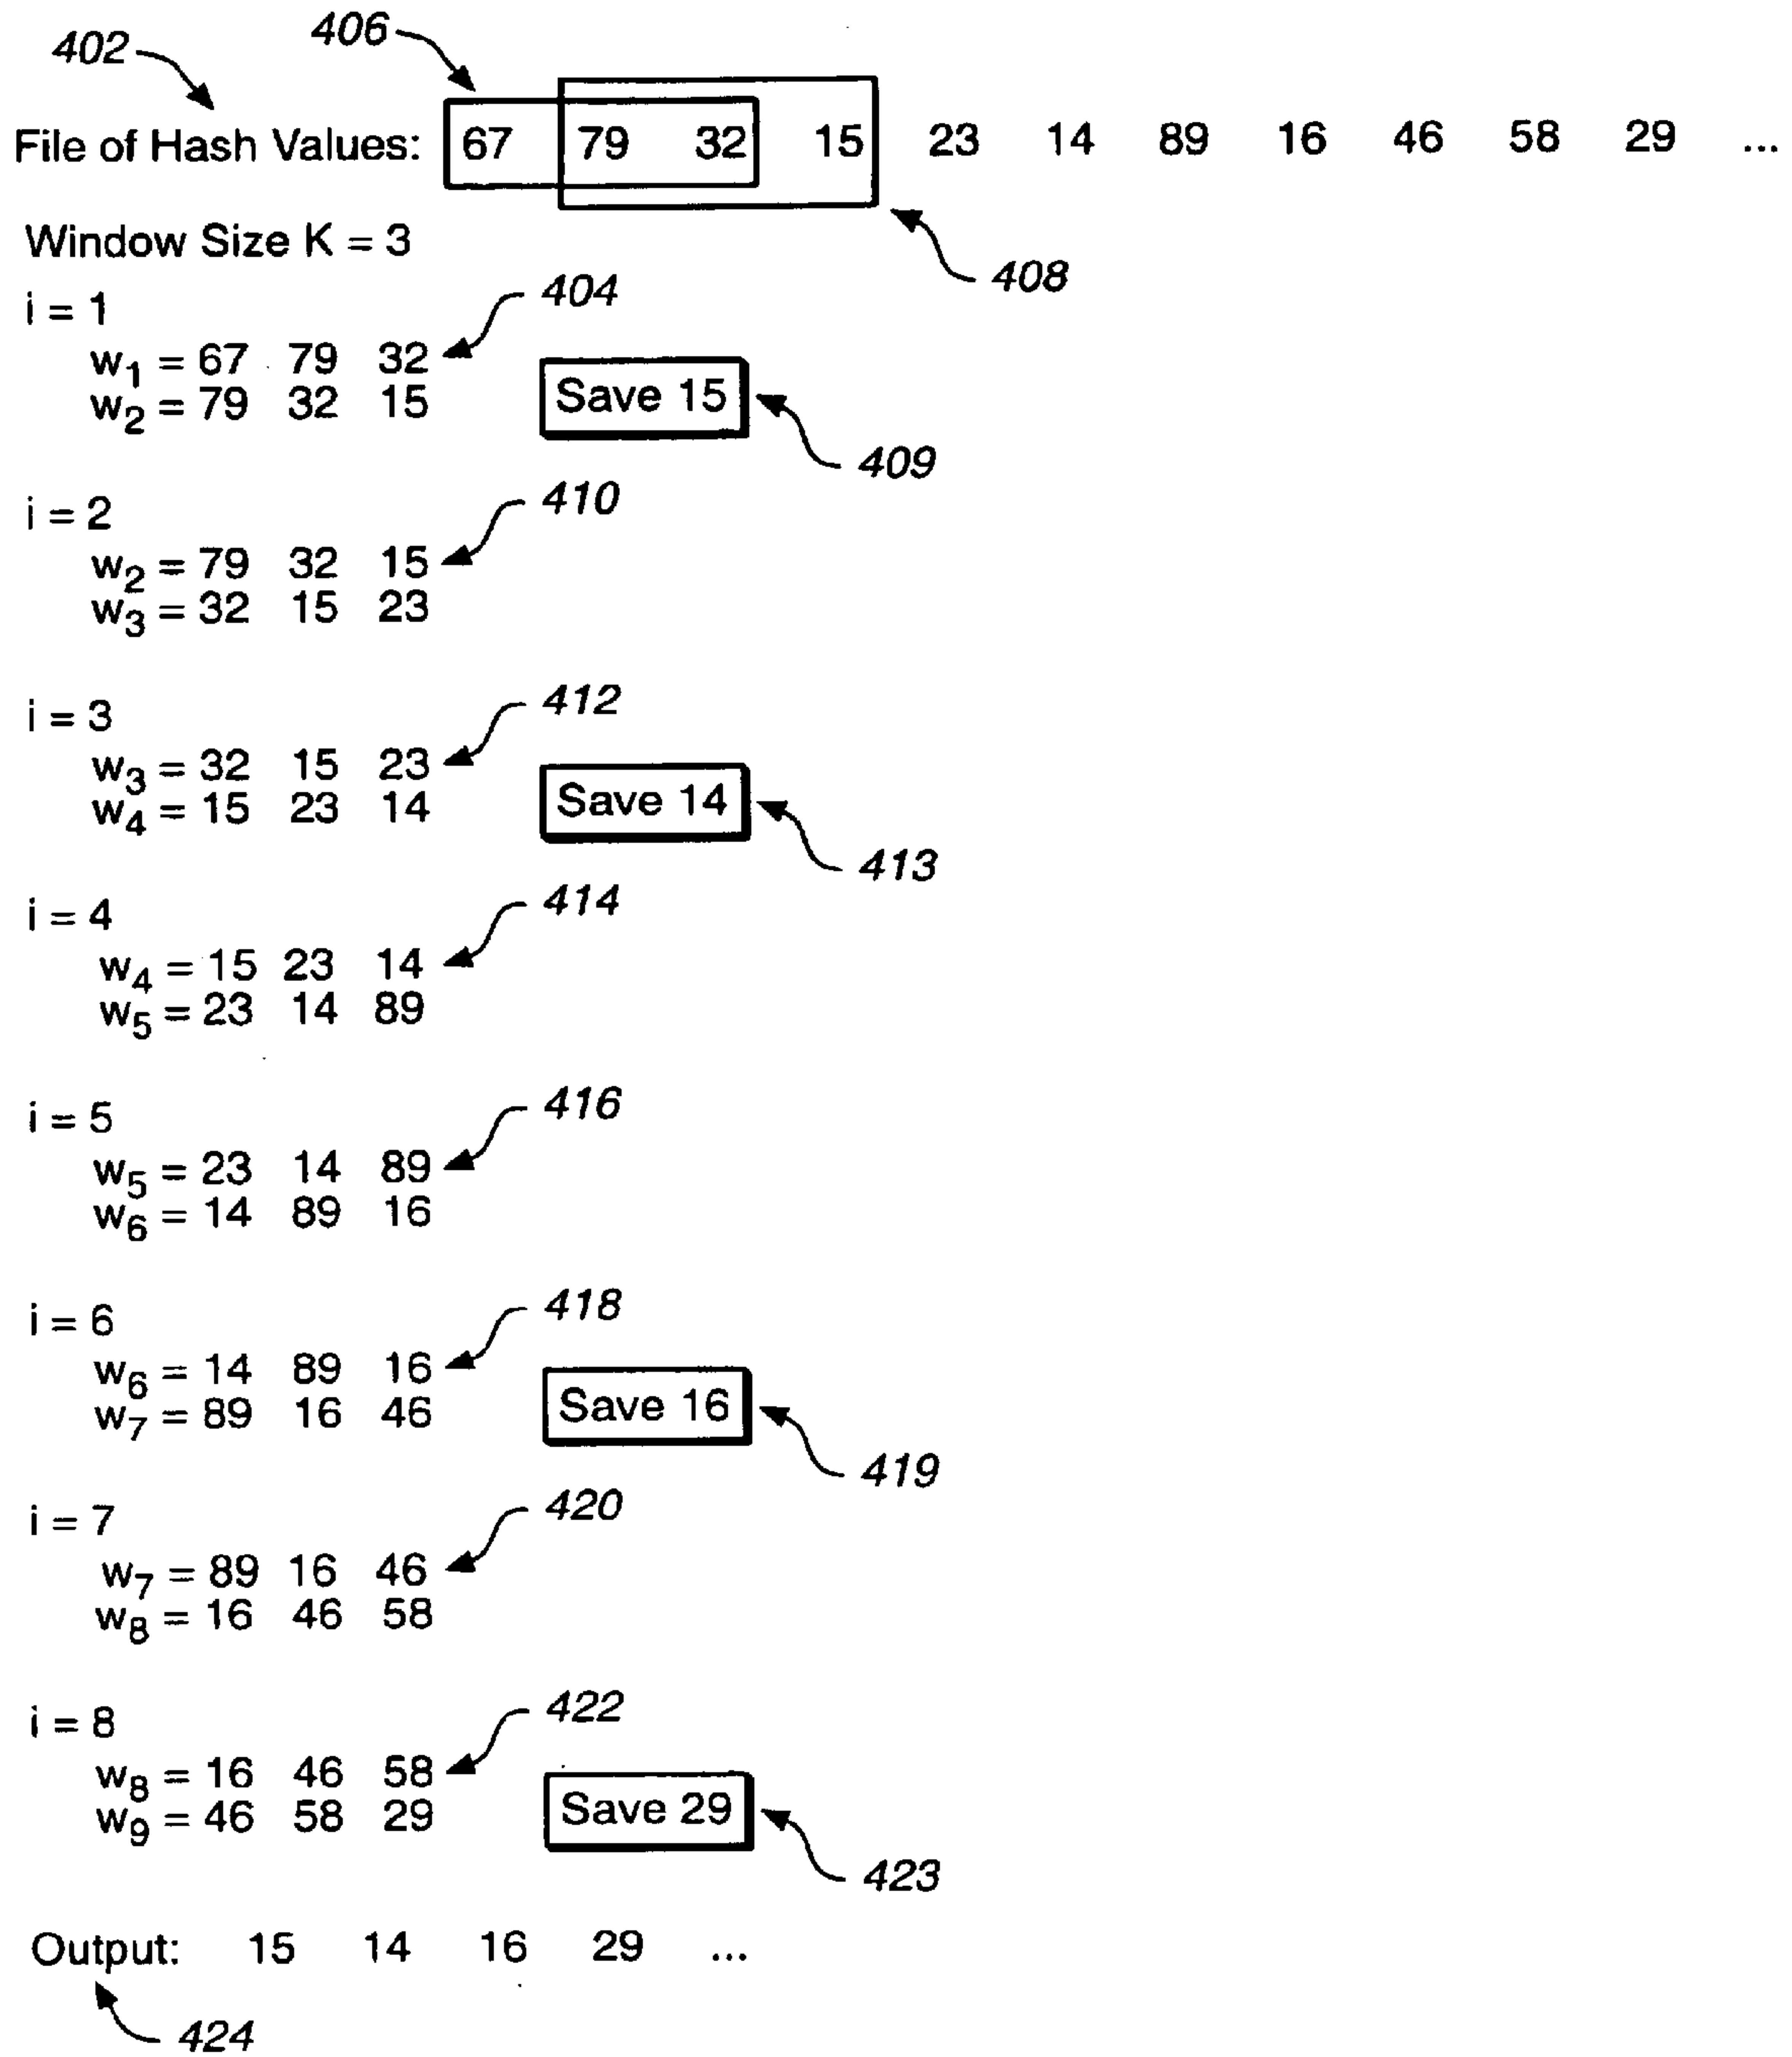 402
406
File of Hash Values: 67 79 32 15 23 14 89 16 46 58 29 ...
408
Window Size K = 3
404
i = 1
w1 = 67 79 32
w2 = 79 32 15
Save 15
409
410
i = 2
w2 = 79 32 15
w3 = 32 15 23
412
i = 3
w3 = 32 15 23
w4 = 15 23 14
Save 14
413
414
i = 4
w4 = 15 23 14
w5 = 23 14 89
416
i = 5
w5 = 23 14 89
w6 = 14 89 16
418
i = 6
w6 = 14 89 16
w7 = 89 16 46
Save 16
419
420
i = 7
w7 = 89 16 46
w8 = 16 46 58
422
i = 8
w8 = 16 46 58
w9 = 46 58 29
Save 29
423
Output: 15 14 16 29 ...
424